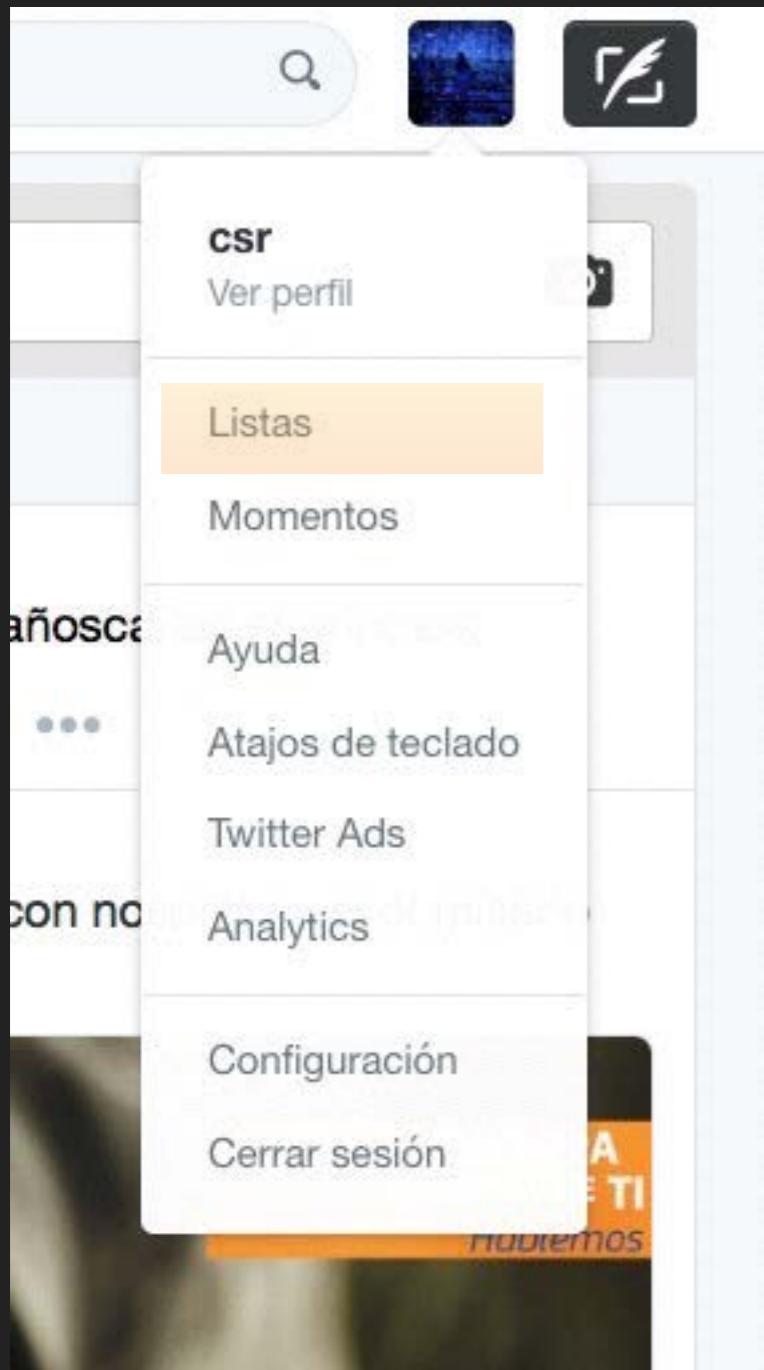 csr
Ver perfil
Listas
Momentos
añosca
Ayuda
•••
Atajos de teclado
Twitter Ads
con no
Analytics
Configuración
Cerrar sesión
A
E TI
Hablemos